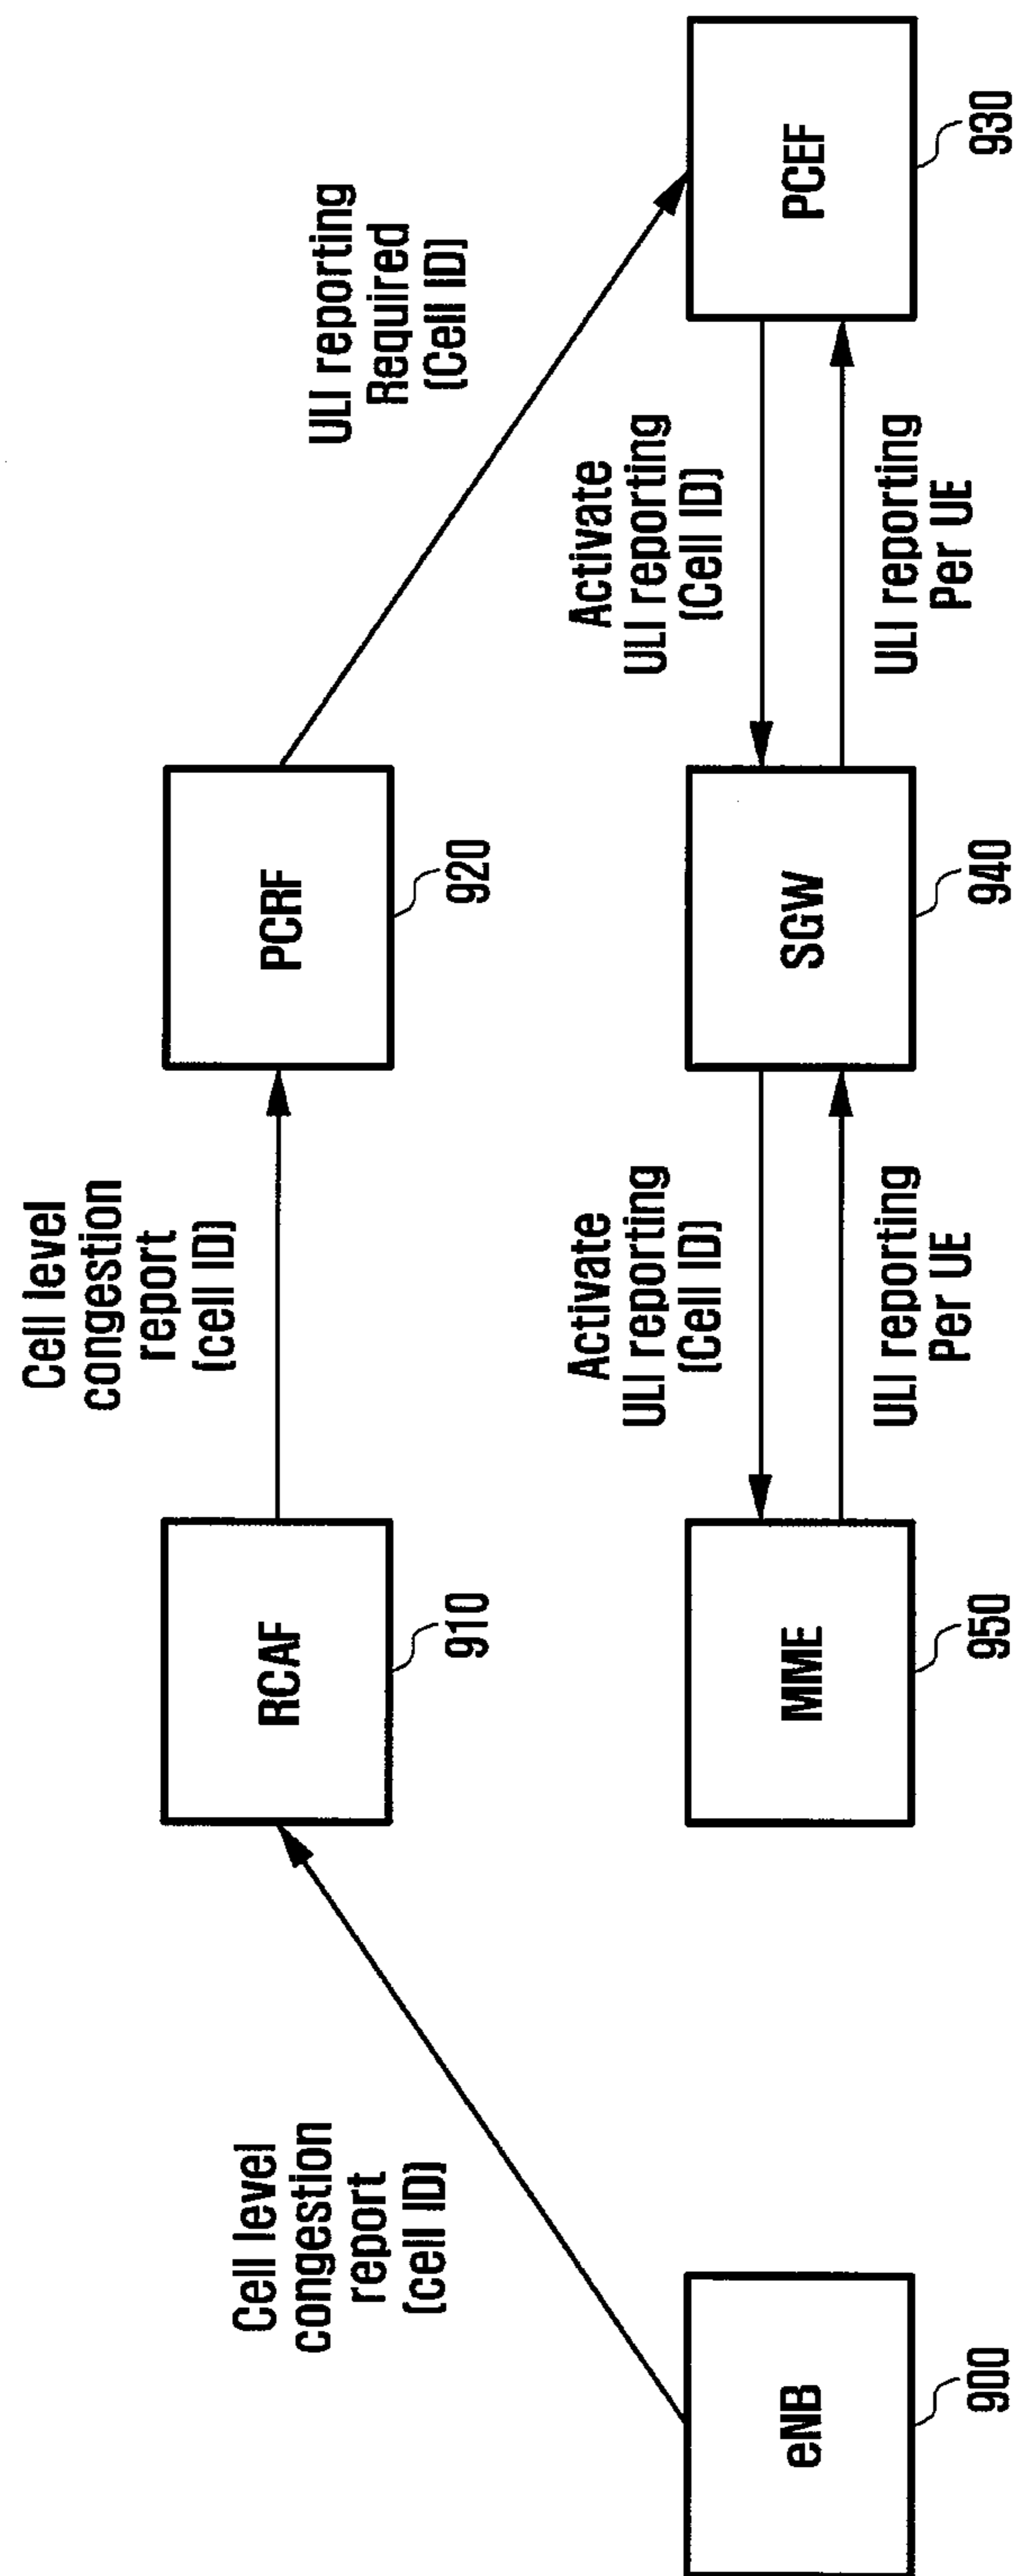 Cell level
congestion
report
(cell ID)
eNB
900
Cell level
congestion
report
(cell ID)
RCAF
910
PCRF
920
ULI reporting
Required
(Cell ID)
MME
950
Activate
ULI reporting
(Cell ID)
ULI reporting
Per UE
SGW
940
Activate
ULI reporting
(Cell ID)
ULI reporting
Per UE
PCEF
930